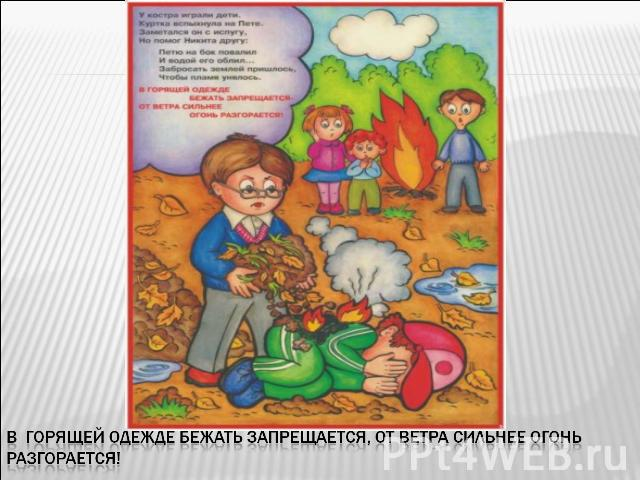 У костра играли дети,
Куртка вспыхнула на Пете.
Заметался он с испугу,
Но помог Никита другу:
Петю на бок повалил
И водой его облил...
Забросать землей пришлось,
Чтобы пламя унялось.
В ГОРЯЩЕЙ ОДЕЖДЕ
БЕЖАТЬ ЗАПРЕЩАЕТСЯ-
ОТ ВЕТРА СИЛЬНЕЕ
ОГОНЬ РАЗГОРАЕТСЯ!
В ГОРЯЩЕЙ ОДЕЖДЕ БЕЖАТЬ ЗАПРЕЩАЕТСЯ, ОТ ВЕТРА СИЛЬНЕЕ ОГОНЬ
РАЗГОРАЕТСЯ!
PPt4WEB.ru